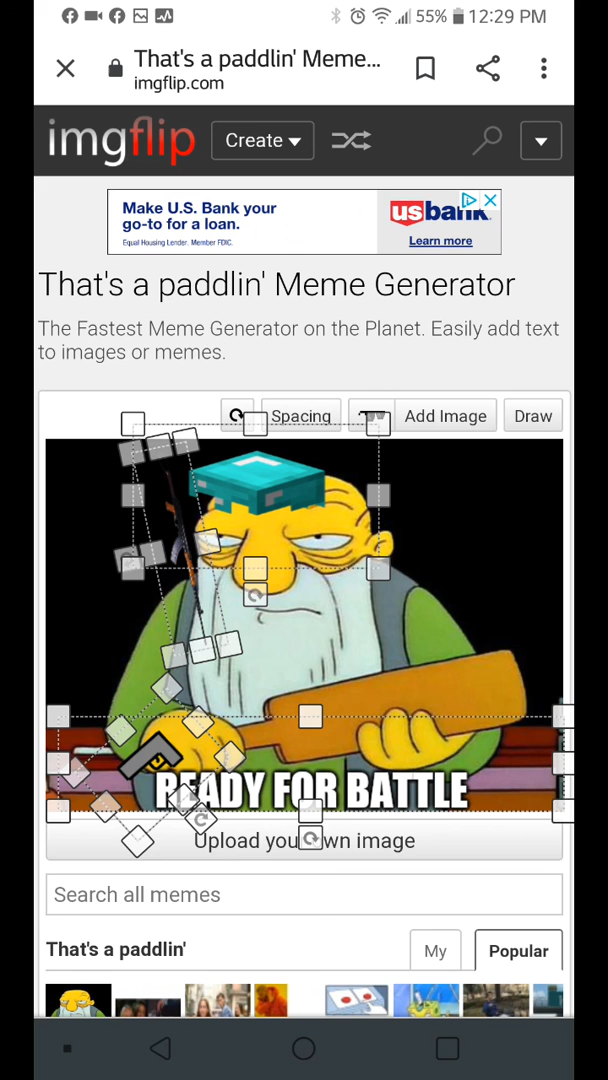 55% 12:29 PM
That's a paddlin' Meme...
imgflip.com
imgflip Create
Make U.S. Bank your
go-to for a loan.
Equal Housing Lender. Member FDIC.
usbank
Learn more
That's a paddlin' Meme Generator
The Fastest Meme Generator on the Planet. Easily add text
to images or memes.
Spacing Add Image Draw
READY FOR BATTLE
Upload your own image
Search all memes
That's a paddlin' My Popular